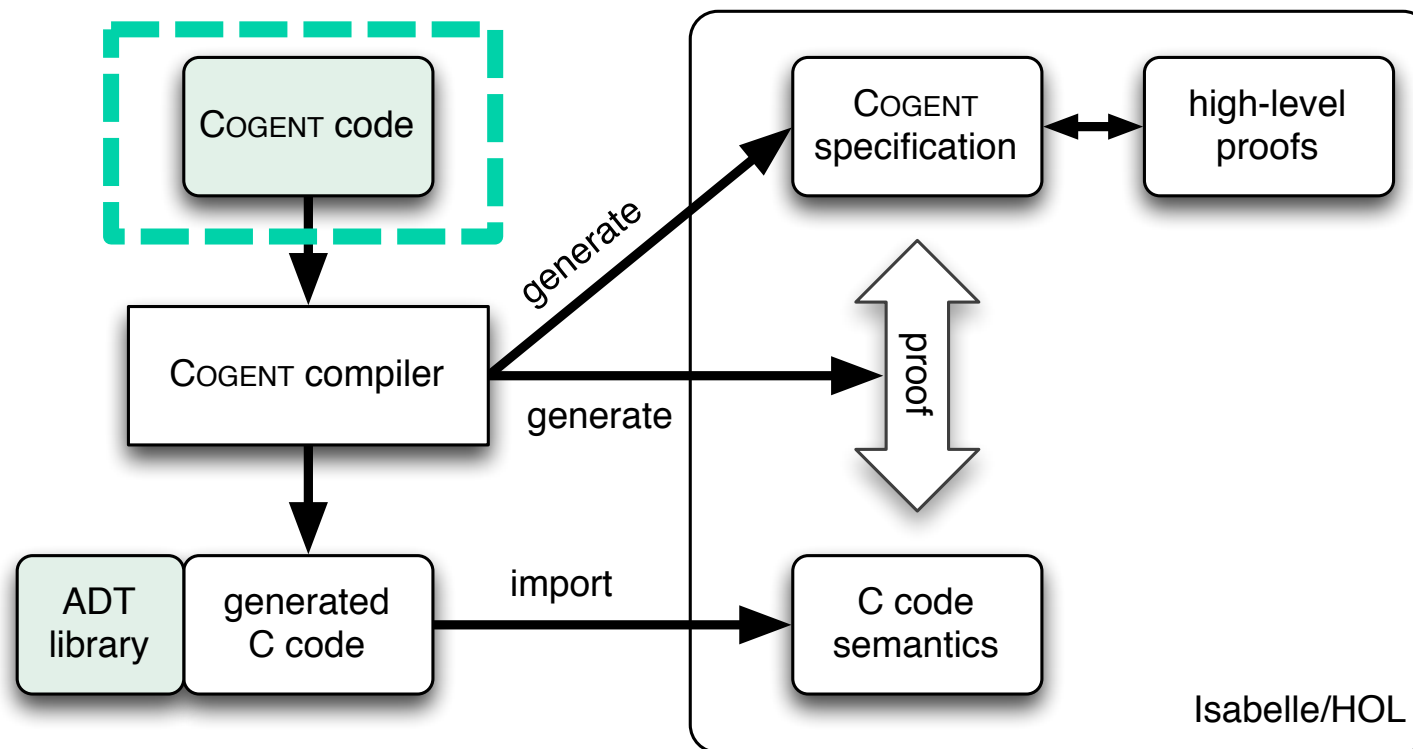 COGENT code
COGENT
specification
high-level
proofs
generate
COGENT compiler
generate
proof
ADT
library
generated
C code
import
C code
semantics
Isabelle/HOL